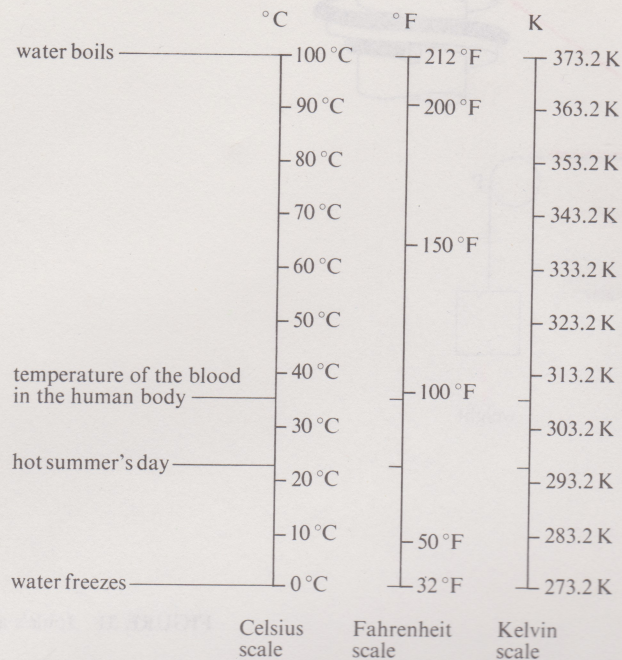 °C °F K
water boils 100 °C 212 °F 373.2 K
90 °C 200 °F 363.2 K
80 °C 353.2 K
70 °C 343.2 K
150 °F
60 °C 333.2 K
50 °C 323.2 K
40 °C 313.2 K
temperature of the blood
in the human body
100 °F
30 °C 303.2 K
hot summer's day
20 °C 293.2 K
10 °C 283.2 K
50 °F
water freezes 0 °C 32 °F 273.2 K
Celsius Fahrenheit Kelvin
scale scale scale